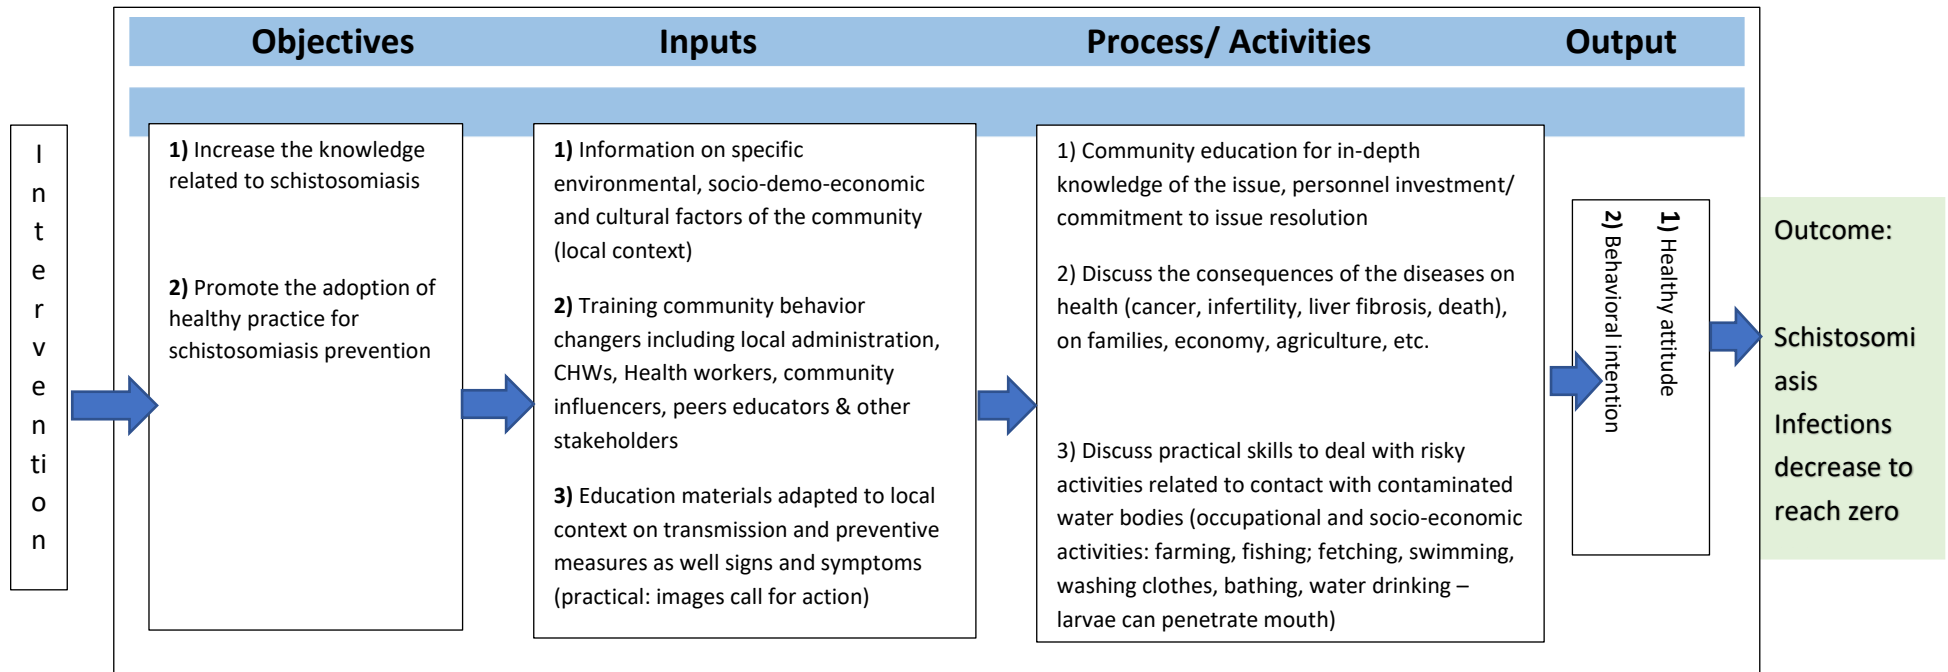 Objectives
Inputs
Process/ Activities
Output
Intervention
1) Increase the knowledge
related to schistosomiasis
2) Promote the adoption of
healthy practice for
schistosomiasis prevention
1) Information on specific
environmental, socio-demo-economic
and cultural factors of the community
(local context)
2) Training community behavior
changers including local administration,
CHWs, Health workers, community
influencers, peers educators & other
stakeholders
3) Education materials adapted to local
context on transmission and preventive
measures as well signs and symptoms
(practical: images call for action)
1) Community education for in-depth
knowledge of the issue, personnel investment/
commitment to issue resolution
2) Discuss the consequences of the diseases on
health (cancer, infertility, liver fibrosis, death),
on families, economy, agriculture, etc.
3) Discuss practical skills to deal with risky
activities related to contact with contaminated
water bodies (occupational and socio-economic
activities: farming, fishing; fetching, swimming,
washing clothes, bathing, water drinking –
larvae can penetrate mouth)
1) Healthy attitude
2) Behavioral intention
Outcome:
Schistosomi
asis
Infections
decrease to
reach zero